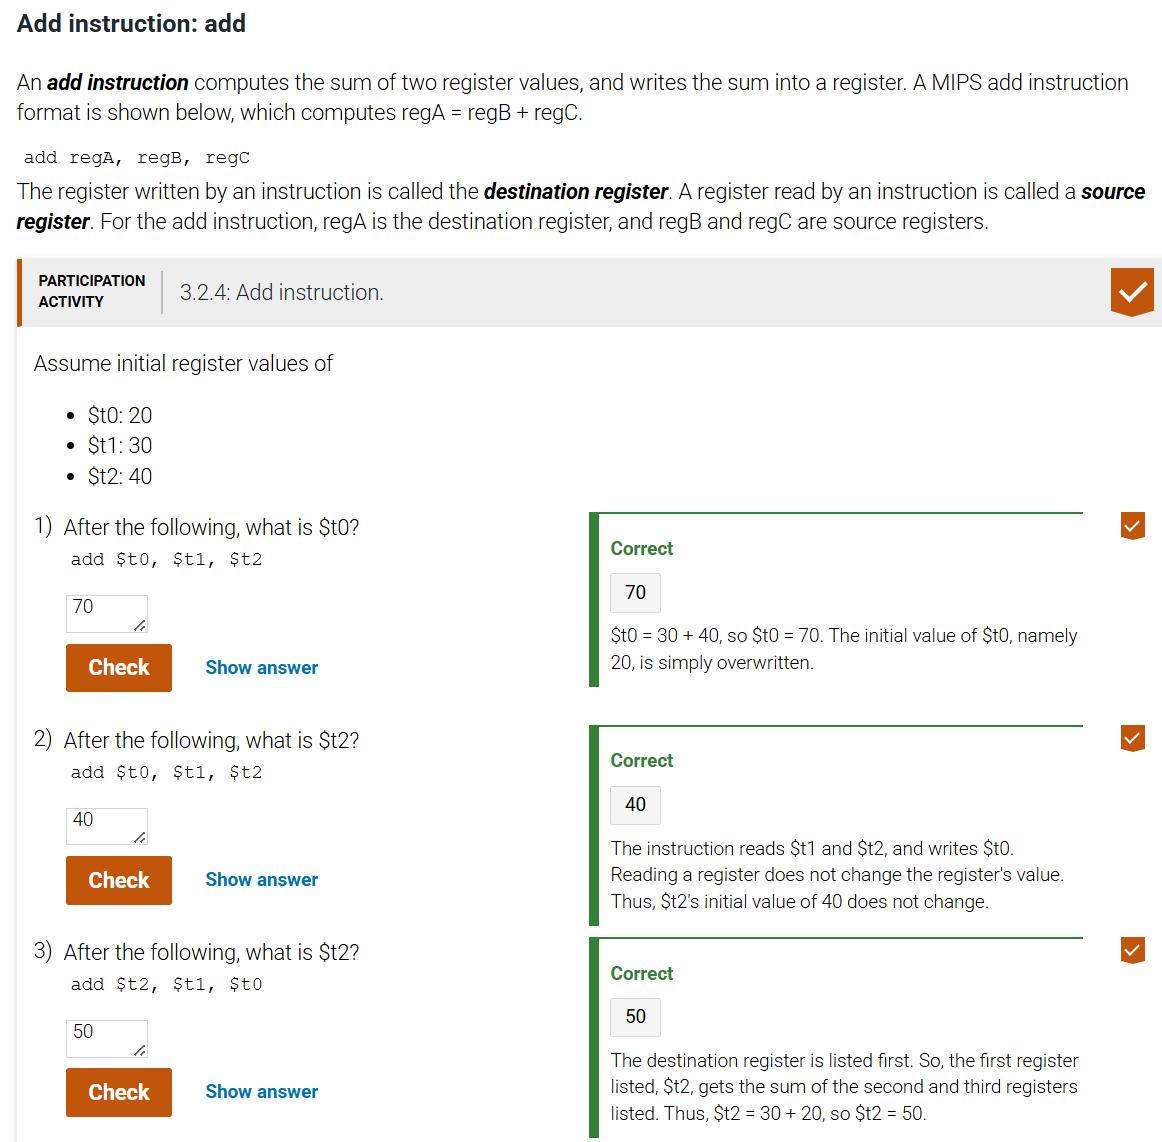 Add instruction: add
An add instruction computes the sum of two register values, and writes the sum into a register. A MIPS add instruction
format is shown below, which computes regA = regB + regC.
add regA, regB, regC
The register written by an instruction is called the destination register. A register read by an instruction is called a source
register. For the add instruction, regA is the destination register, and regB and regC are source registers.
PARTICIPATION
ACTIVITY
3.2.4: Add instruction.
Assume initial register values of
• $t0: 20
• $t1: 30
• $t2: 40
1) After the following, what is $t0?
add $t0, $t1, $t2
70
Check Show answer
Correct
70
$t0 = 30 + 40, so $t0 = 70. The initial value of $t0, namely
20, is simply overwritten.
2) After the following, what is $t2?
add $t0, $t1, $t2
40
Check Show answer
Correct
40
The instruction reads $t1 and $t2, and writes $t0.
Reading a register does not change the register's value.
Thus, $t2's initial value of 40 does not change.
3) After the following, what is $t2?
add $t2, $t1, $t0
50
Check Show answer
Correct
50
The destination register is listed first. So, the first register
listed, $t2, gets the sum of the second and third registers
listed. Thus, $t2 = 30 + 20, so $t2 = 50.